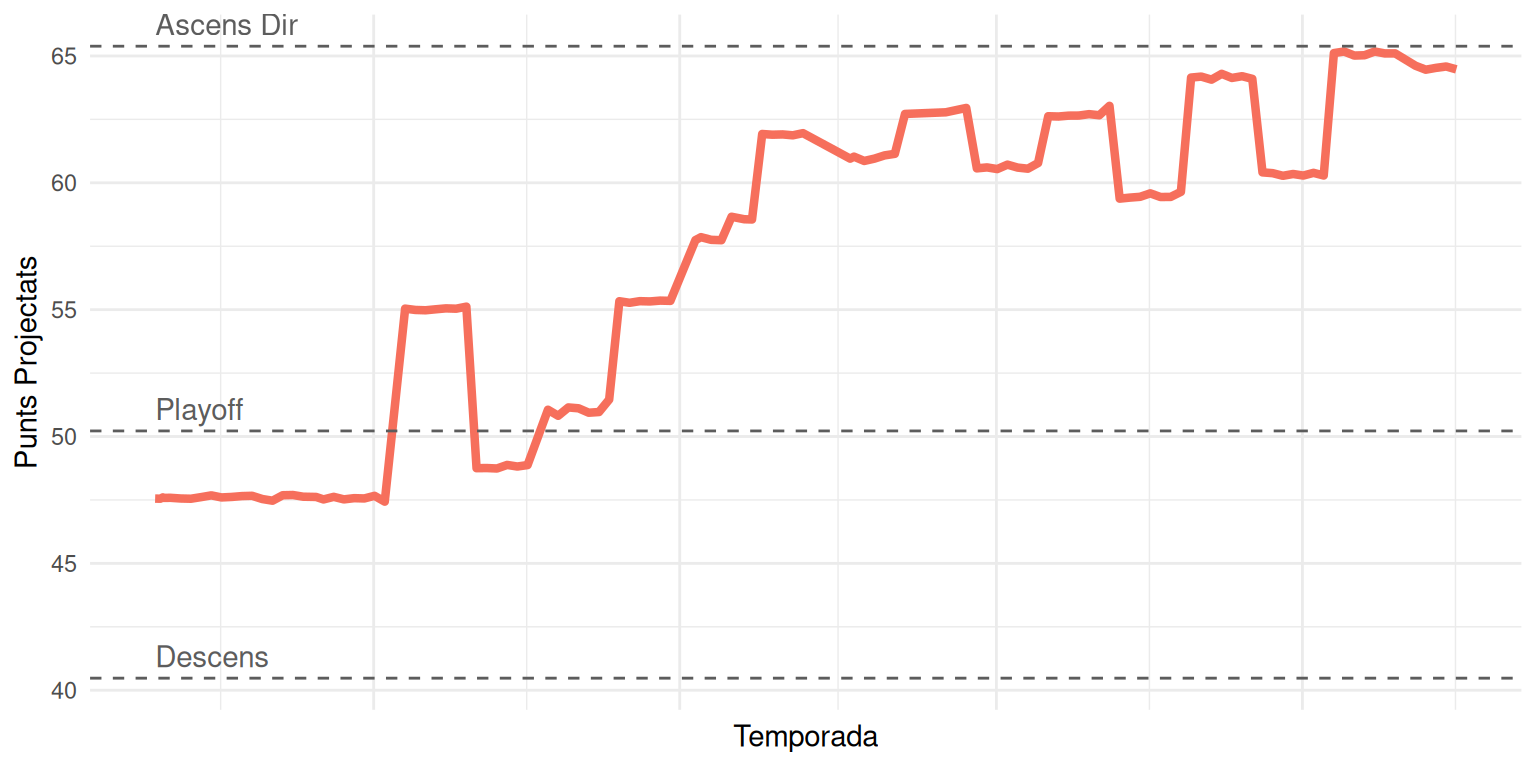 Ascens Dir
65
60
55
Playoff
50
45
Descens
40
Punts Projectats
Temporada